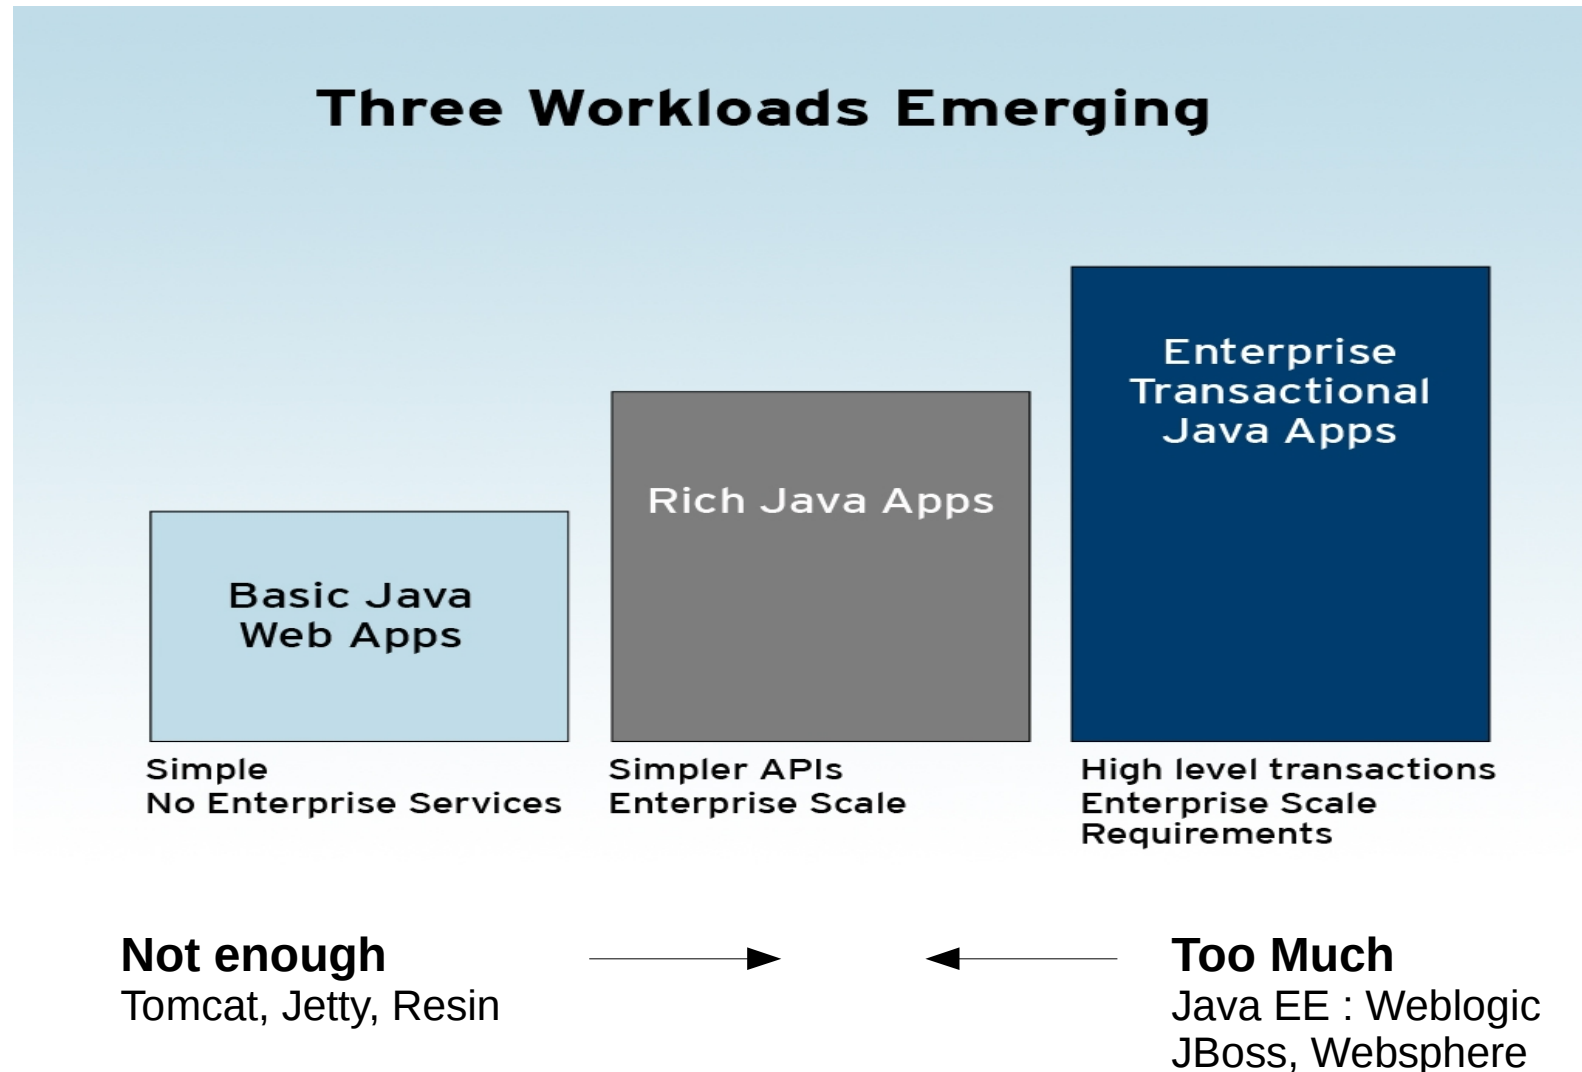 Three Workloads Emerging
Basic Java
Web Apps
Simple
No Enterprise Services
Rich Java Apps
Simpler APIs
Enterprise Scale
Enterprise
Transactional
Java Apps
High level transactions
Enterprise Scale
Requirements
Not enough
Tomcat, Jetty, Resin
Too Much
Java EE : Weblogic
JBoss, Websphere